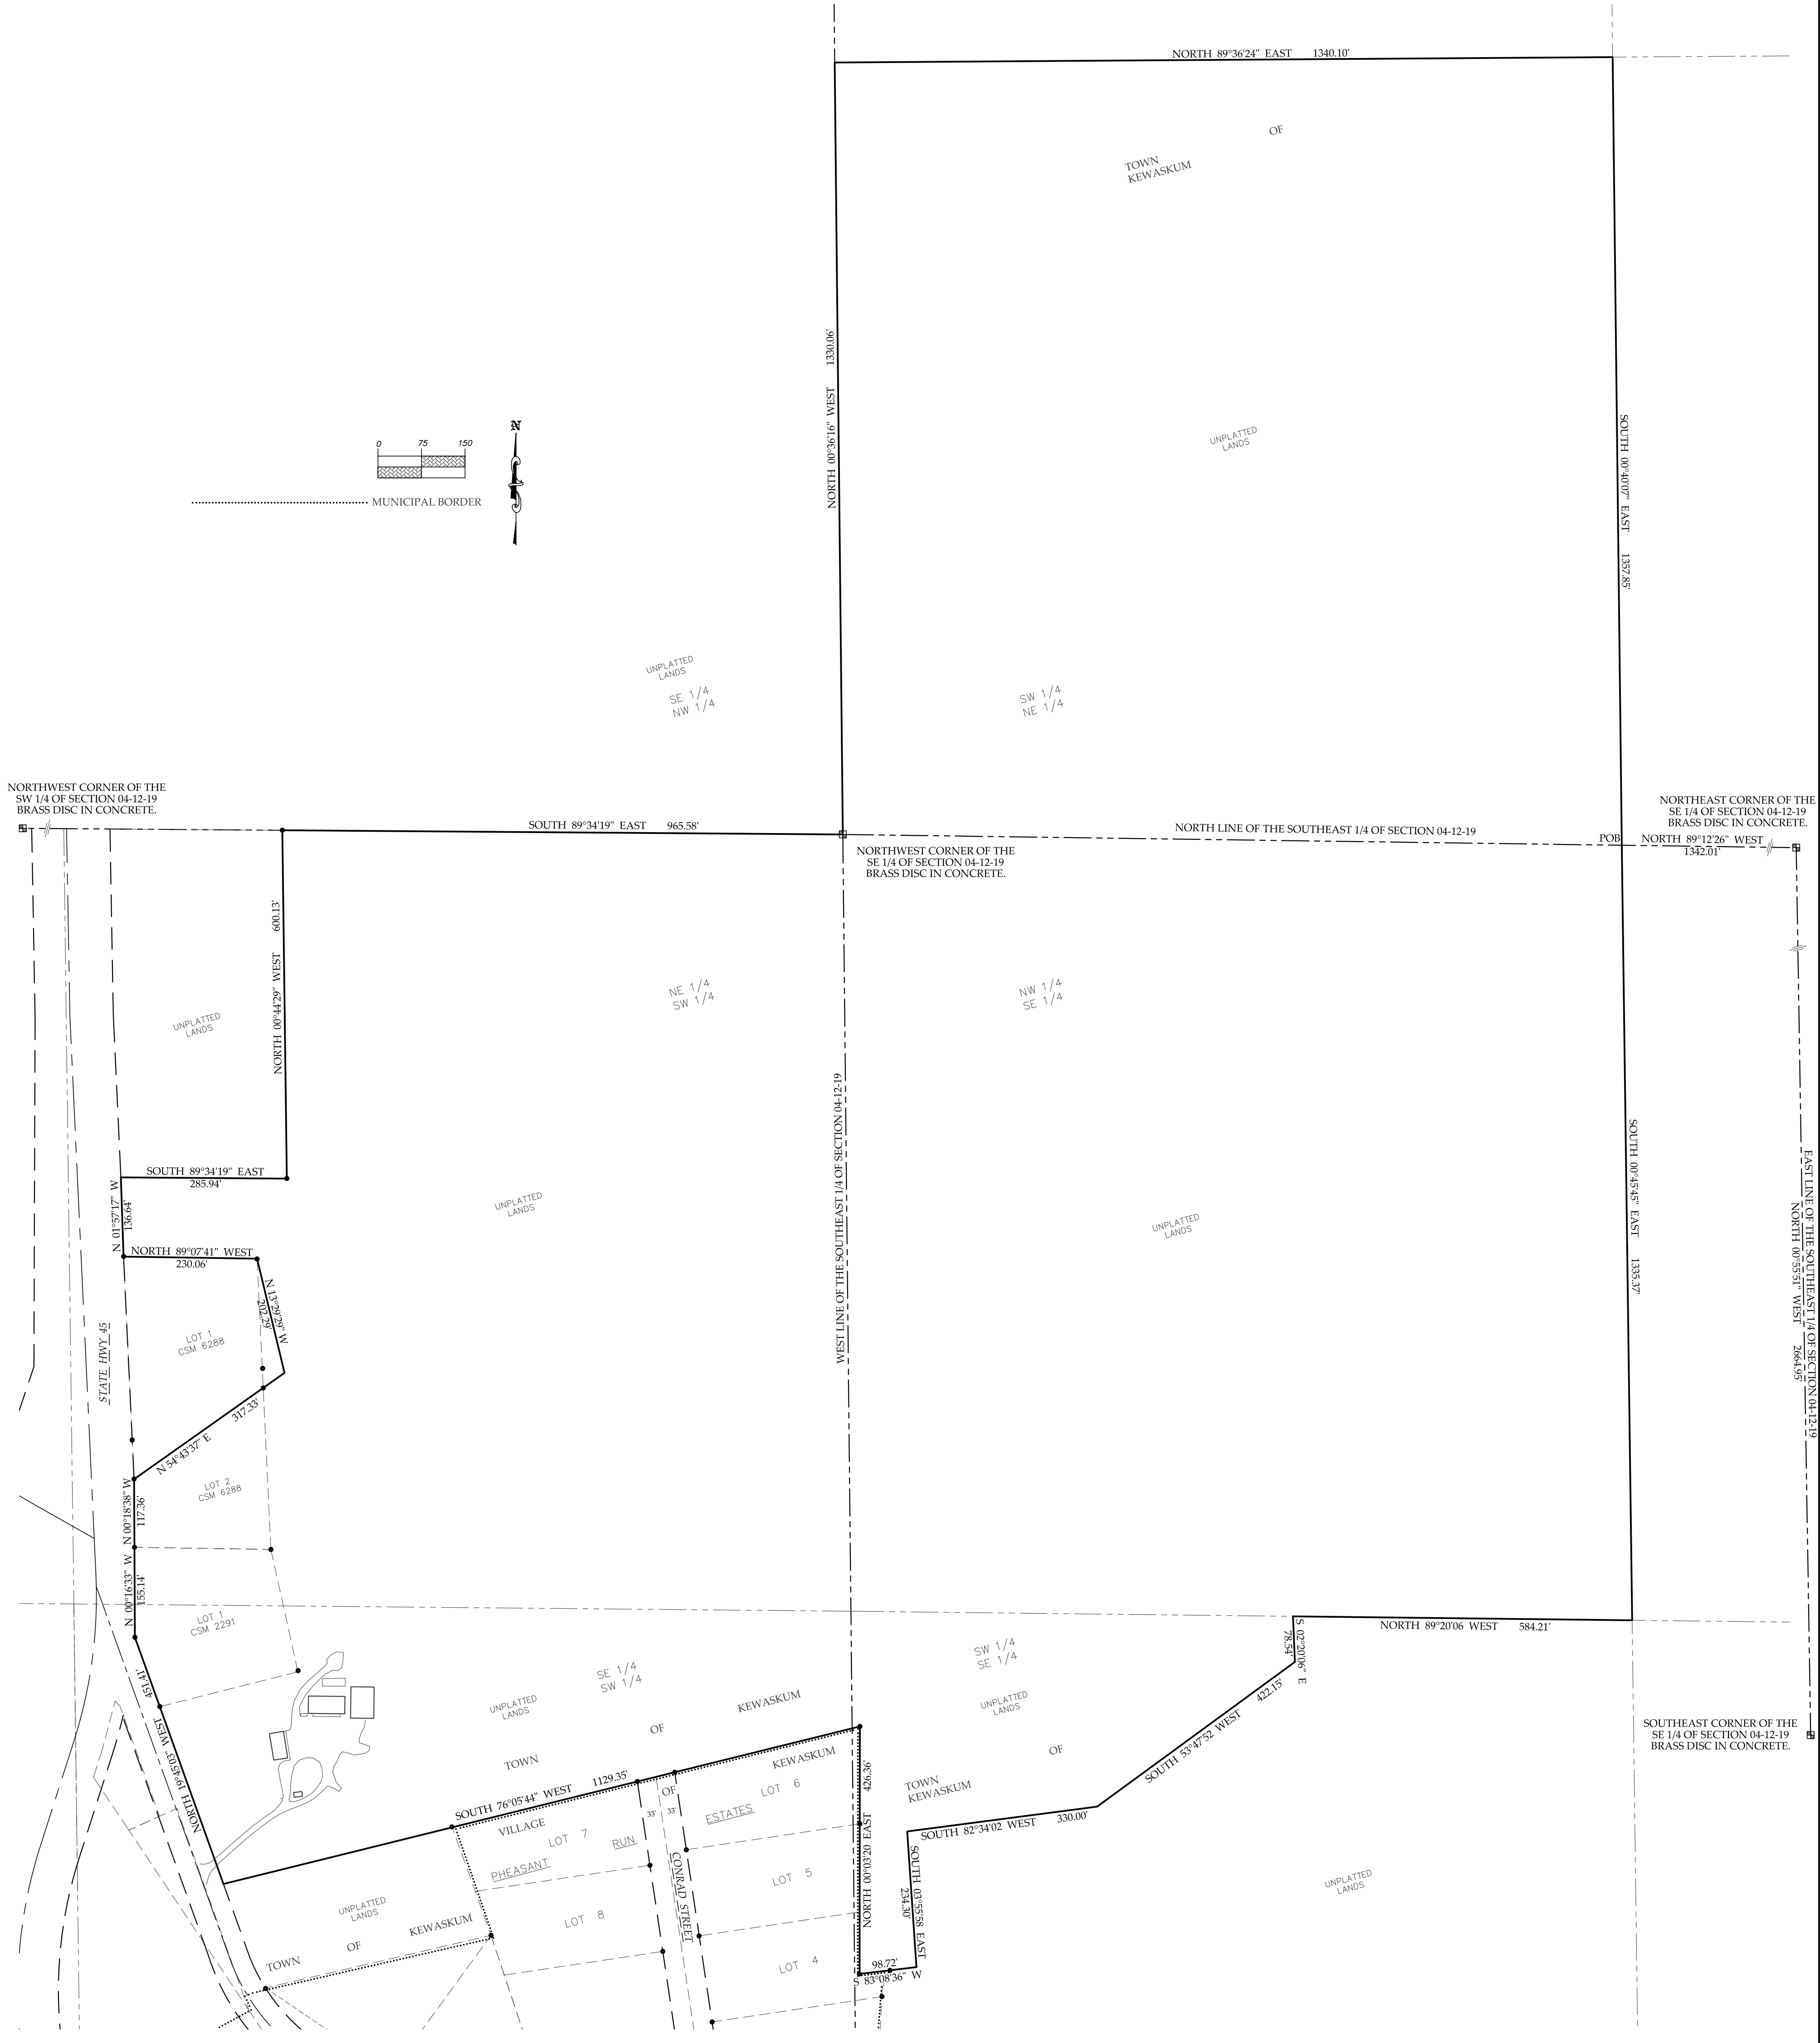 NORTH 89°36'24" EAST 1340.10'
OF
TOWN
KEWASKUM
NORTH 00°36'16" WEST 1330.06'
SOUTH 00°40'07" EAST 1357.85'
UNPLATTED
LANDS
0 75 150
N
MUNICIPAL BORDER
UNPLATTED
LANDS
SE 1/4
NW 1/4
SW 1/4
NE 1/4
NORTHWEST CORNER OF THE
SW 1/4 OF SECTION 04-12-19
BRASS DISC IN CONCRETE.
SOUTH 89°34'19" EAST 965.58'
NORTH LINE OF THE SOUTHEAST 1/4 OF SECTION 04-12-19
NORTHEAST CORNER OF THE
SE 1/4 OF SECTION 04-12-19
BRASS DISC IN CONCRETE.
POB
NORTH 89°12'26" WEST
1342.01'
NORTHWEST CORNER OF THE
SE 1/4 OF SECTION 04-12-19
BRASS DISC IN CONCRETE.
NORTH 00°44'29" WEST 600.13'
UNPLATTED
LANDS
NE 1/4
SW 1/4
NW 1/4
SE 1/4
WEST LINE OF THE SOUTHEAST 1/4 OF SECTION 04-12-19
SOUTH 00°45'45" EAST 1335.37'
EAST LINE OF THE SOUTHEAST 1/4 OF SECTION 04-12-19
NORTH 00°55'51" WEST 2664.95'
SOUTH 89°34'19" EAST
285.94'
N 01°57'17" W
136.64'
UNPLATTED
LANDS
UNPLATTED
LANDS
NORTH 89°07'41" WEST
230.06'
N 13°29'29" W
202.29'
STATE HWY 45
LOT 1
CSM 6288
317.33'
N 54°43'37" E
LOT 2
CSM 6288
N 00°18'38" W
117.36'
N 00°16'33" W
155.14'
LOT 1
CSM 2291
451.41'
NORTH 19°45'03" WEST
SE 1/4
SW 1/4
UNPLATTED
LANDS
TOWN
OF
KEWASKUM
SW 1/4
SE 1/4
UNPLATTED
LANDS
S 02°20'06" E
78.54'
NORTH 89°20'06 WEST 584.21'
422.15'
SOUTH 53°47'52 WEST
SOUTHEAST CORNER OF THE
SE 1/4 OF SECTION 04-12-19
BRASS DISC IN CONCRETE.
OF
TOWN
KEWASKUM
SOUTH 82°34'02 WEST 330.00'
SOUTH 03°55'58 EAST
234.30'
NORTH 00°03'20 EAST 426.36'
98.72'
S 83°08'36" W
SOUTH 76°05'44" WEST 1129.35'
VILLAGE
OF
KEWASKUM
33' 33'
LOT 6
ESTATES
LOT 7
RUN
PHEASANT
CONRAD STREET
LOT 5
LOT 8
LOT 4
UNPLATTED
LANDS
TOWN
OF
KEWASKUM
UNPLATTED
LANDS